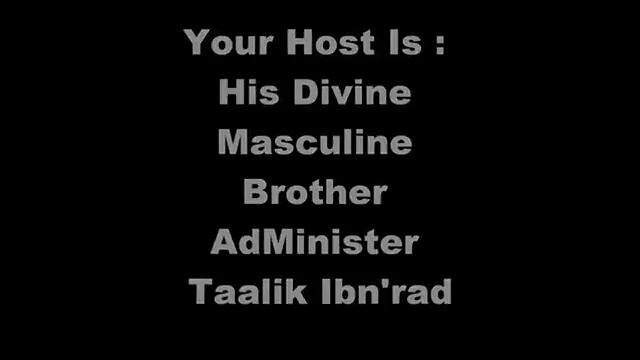 Your Host Is :
His Divine
Masculine
Brother
AdMinister
Taalik Ibn'rad